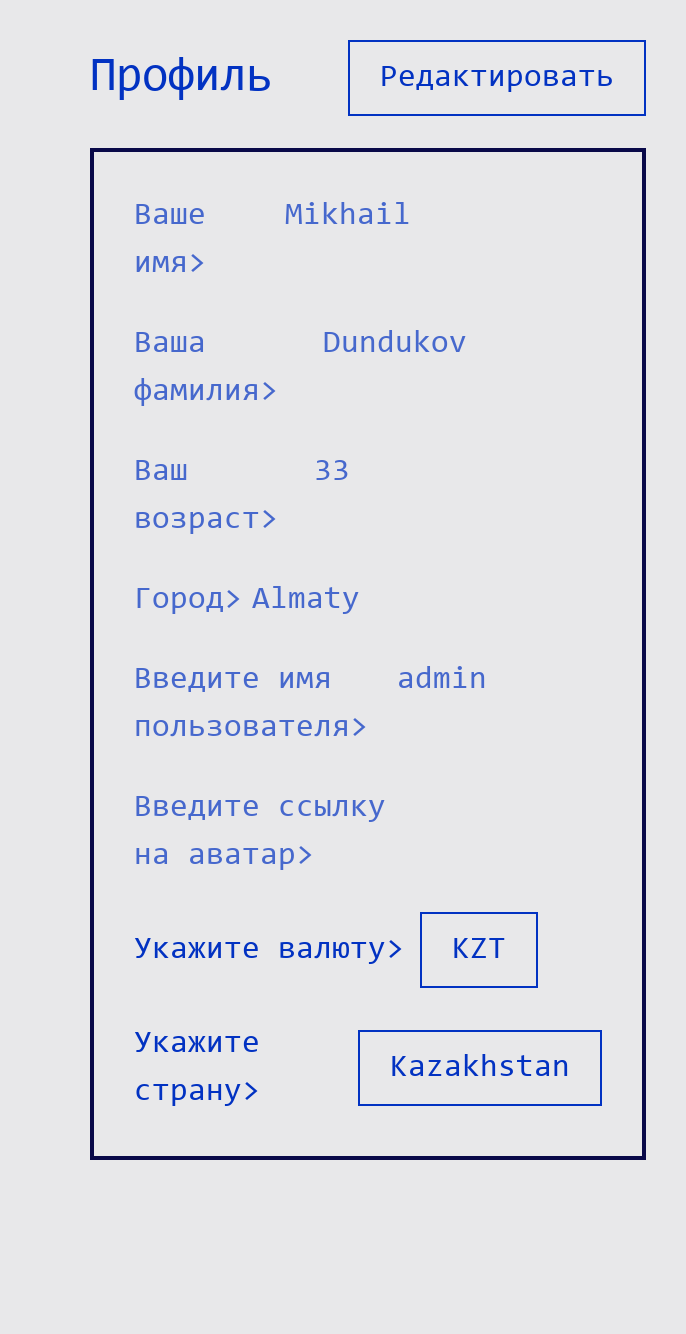 Профиль Редактировать
Ваше Mikhail
имя>
Ваша Dundukov
фамилия>
Ваш 33
возраст>
Город> Almaty
Введите имя admin
пользователя>
Введите ссылку
на аватар>
Укажите валюту> KZT
Укажите
страну> Kazakhstan